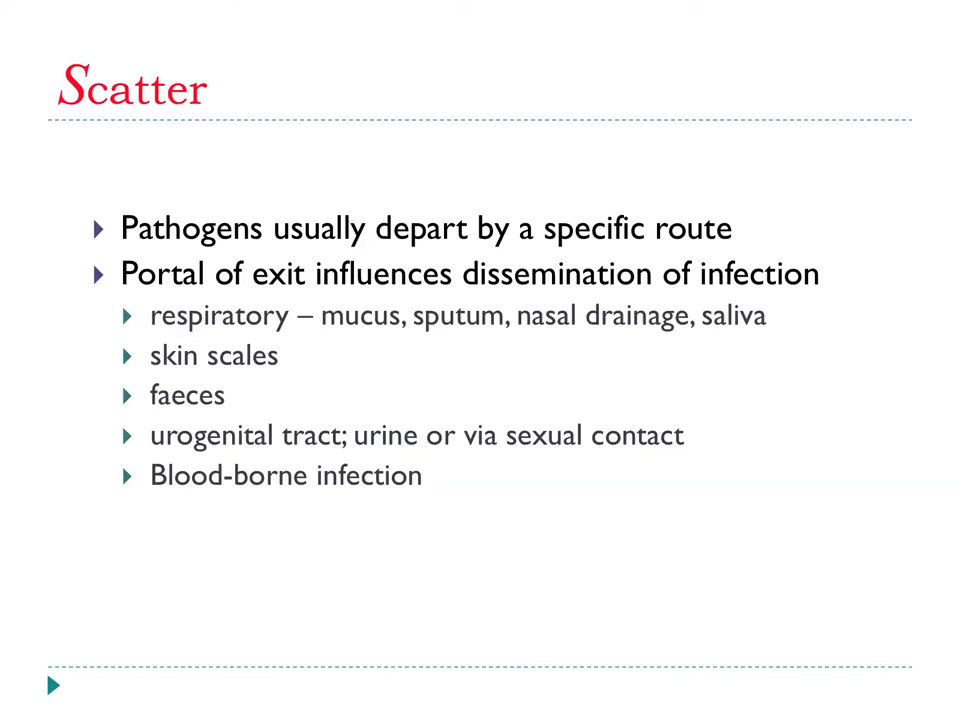 Scatter
Pathogens usually depart by a specific route
Portal of exit influences dissemination of infection
respiratory – mucus, sputum, nasal drainage, saliva
skin scales
faeces
urogenital tract; urine or via sexual contact
Blood-borne infection